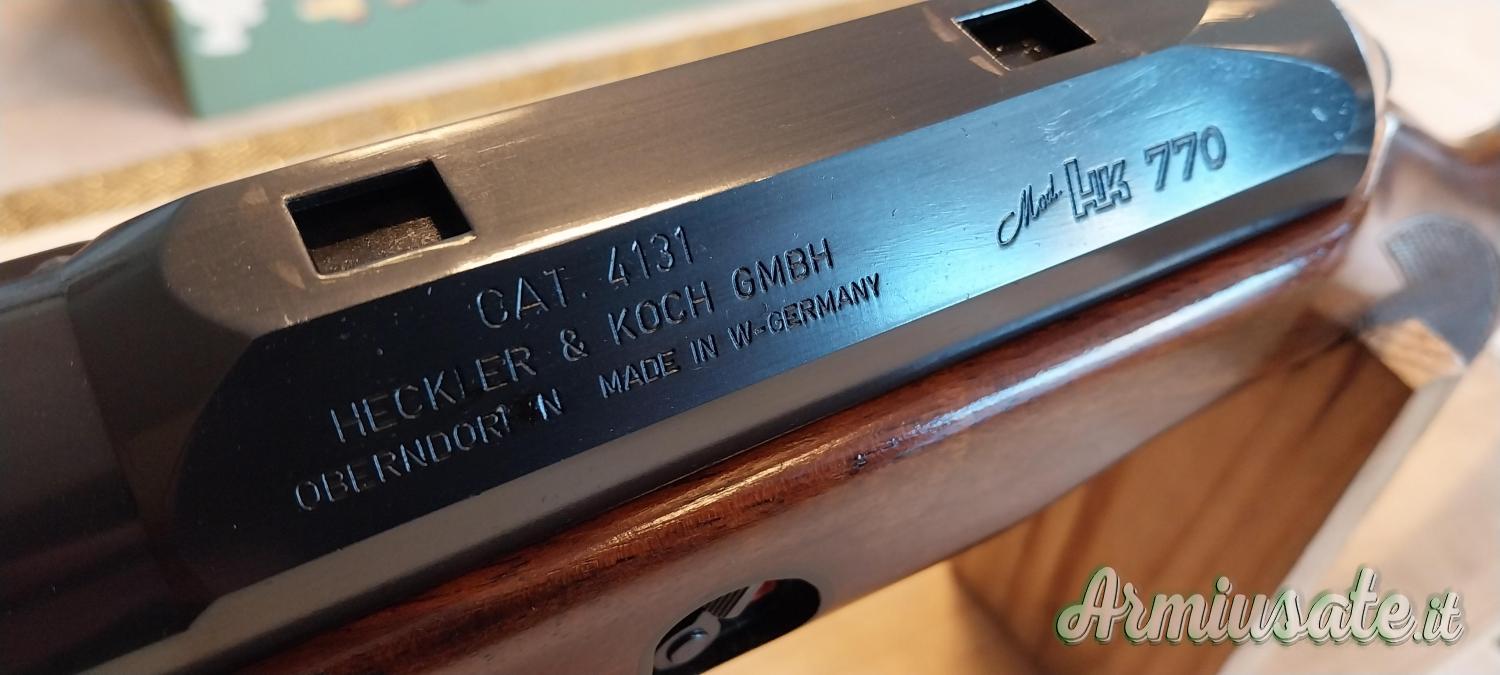 CAT. 4131
HECKLER & KOCH GMBH
OBERNDORF/N MADE IN W-GERMANY
Mod. HK 770
Armiusate.it